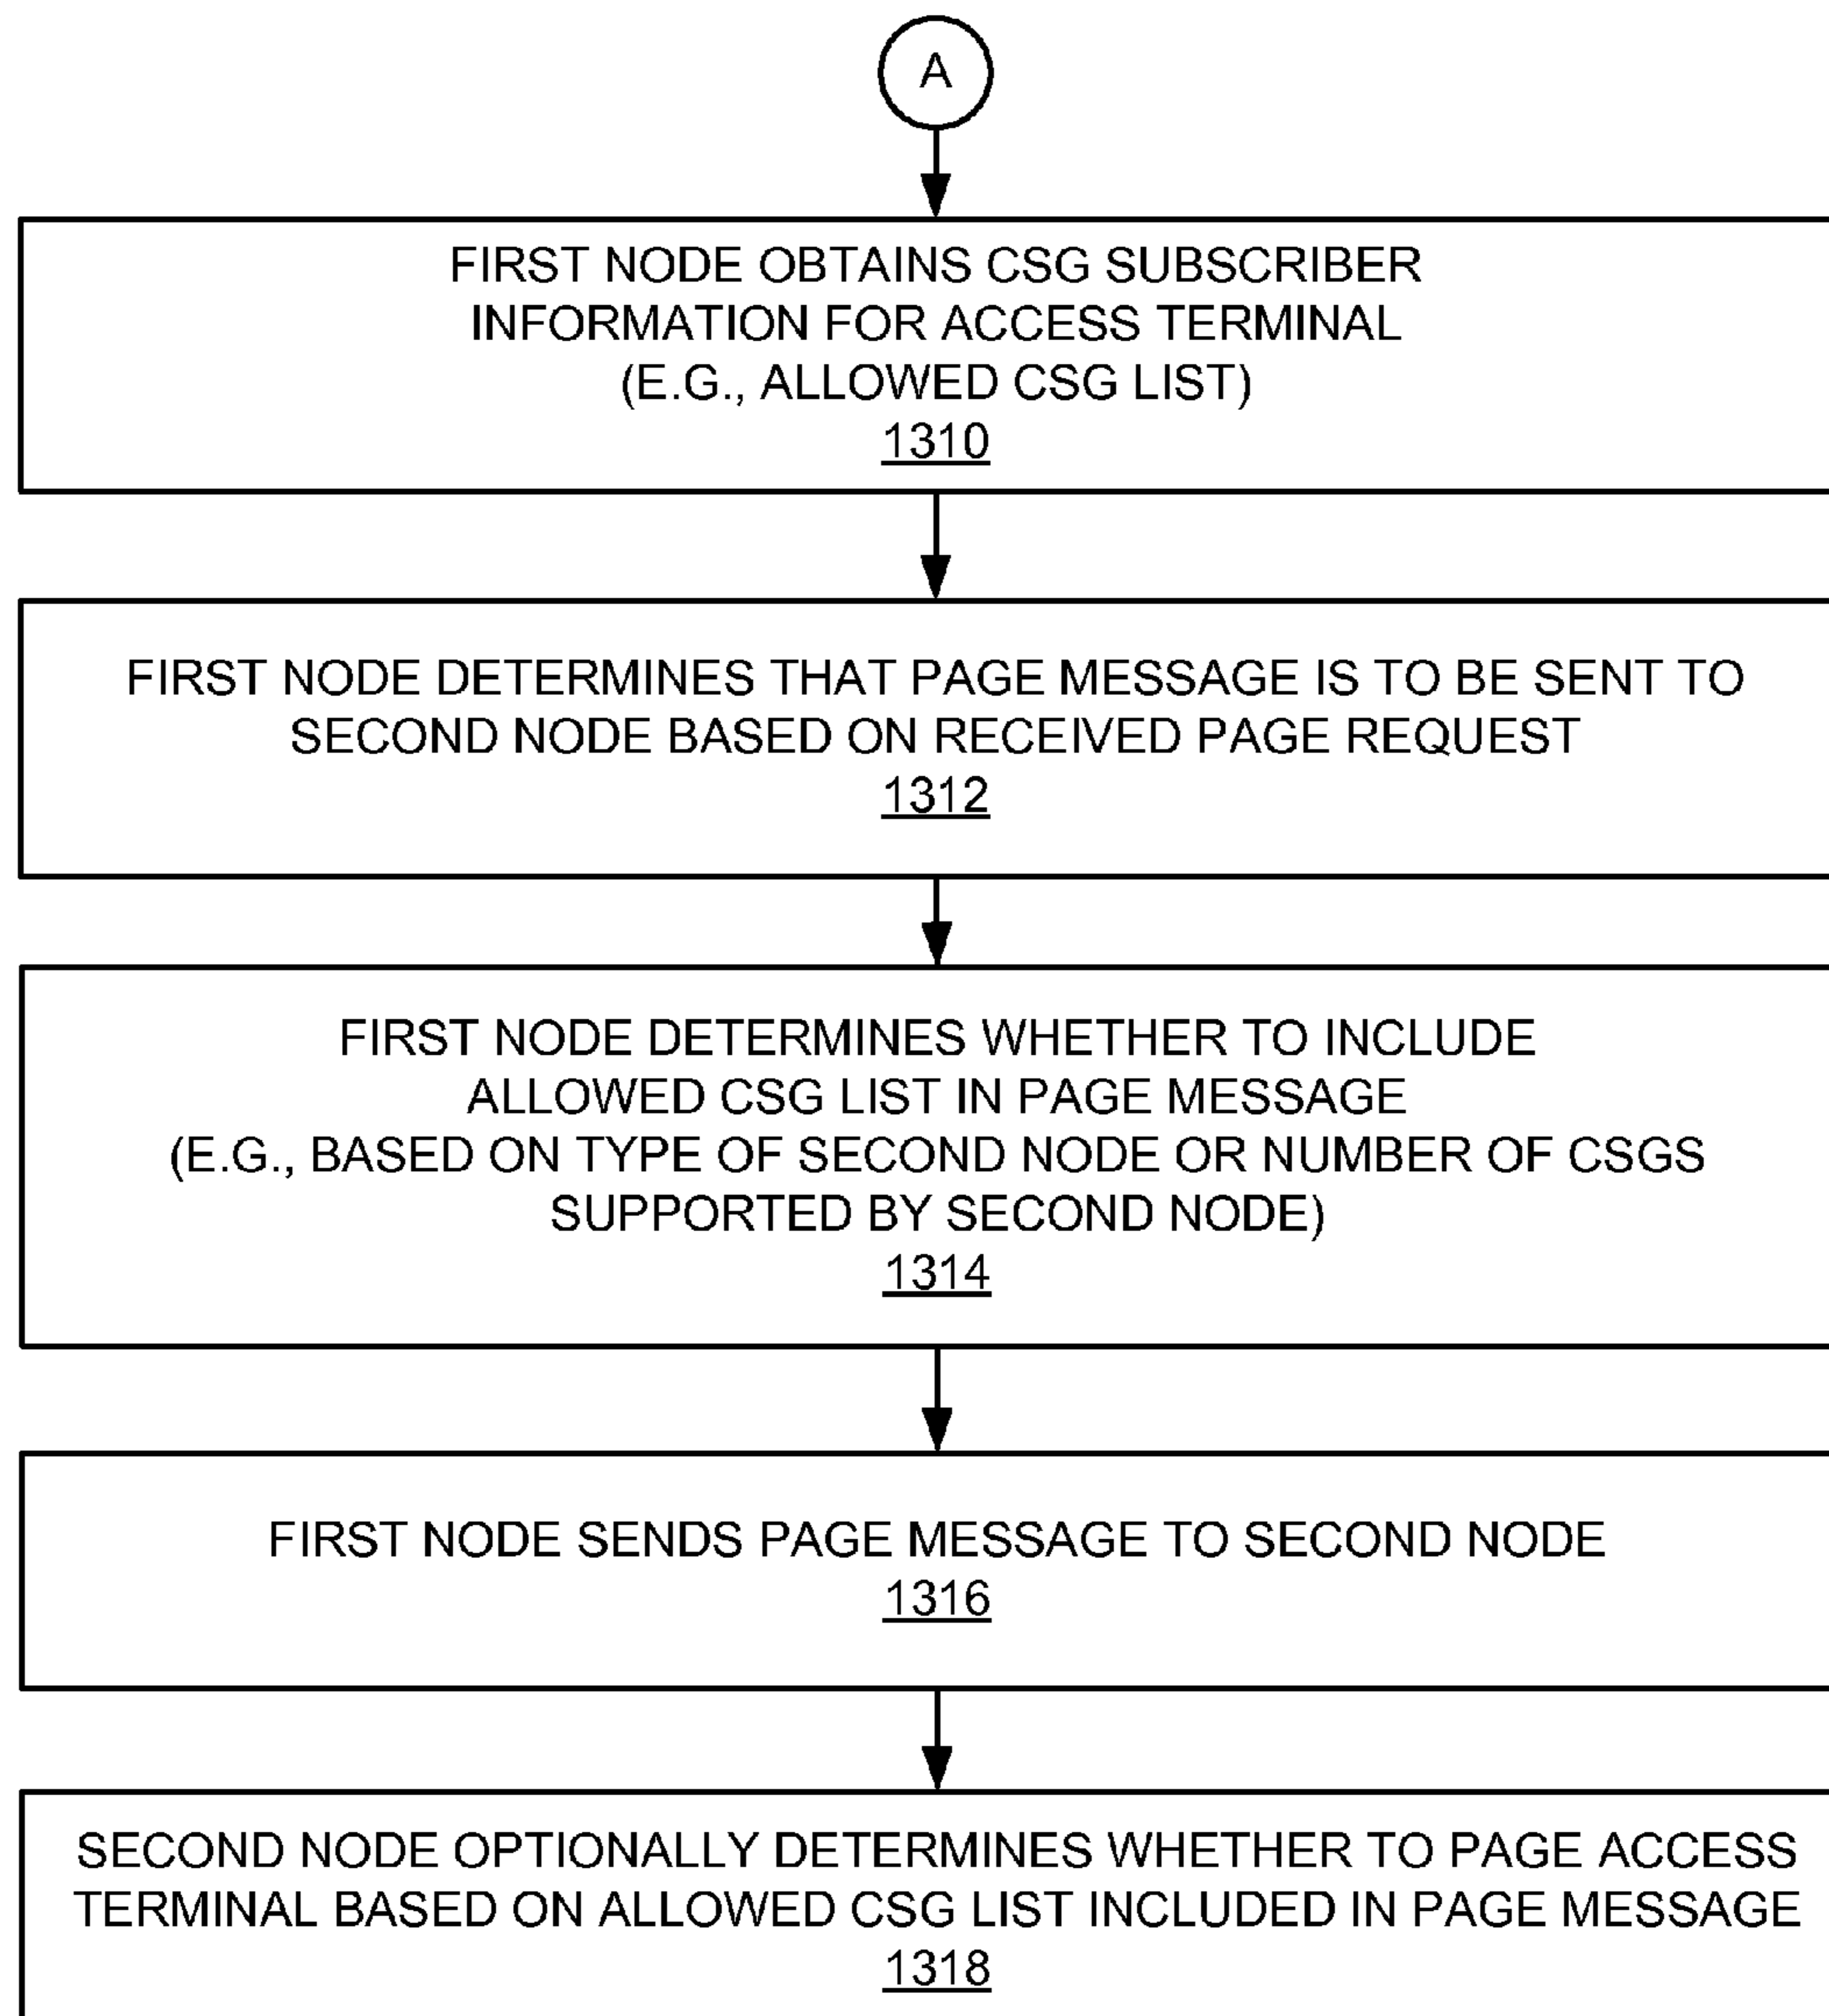 A
FIRST NODE OBTAINS CSG SUBSCRIBER
INFORMATION FOR ACCESS TERMINAL
(E.G., ALLOWED CSG LIST)
1310
FIRST NODE DETERMINES THAT PAGE MESSAGE IS TO BE SENT TO
SECOND NODE BASED ON RECEIVED PAGE REQUEST
1312
FIRST NODE DETERMINES WHETHER TO INCLUDE
ALLOWED CSG LIST IN PAGE MESSAGE
(E.G., BASED ON TYPE OF SECOND NODE OR NUMBER OF CSGS
SUPPORTED BY SECOND NODE)
1314
FIRST NODE SENDS PAGE MESSAGE TO SECOND NODE
1316
SECOND NODE OPTIONALLY DETERMINES WHETHER TO PAGE ACCESS
TERMINAL BASED ON ALLOWED CSG LIST INCLUDED IN PAGE MESSAGE
1318